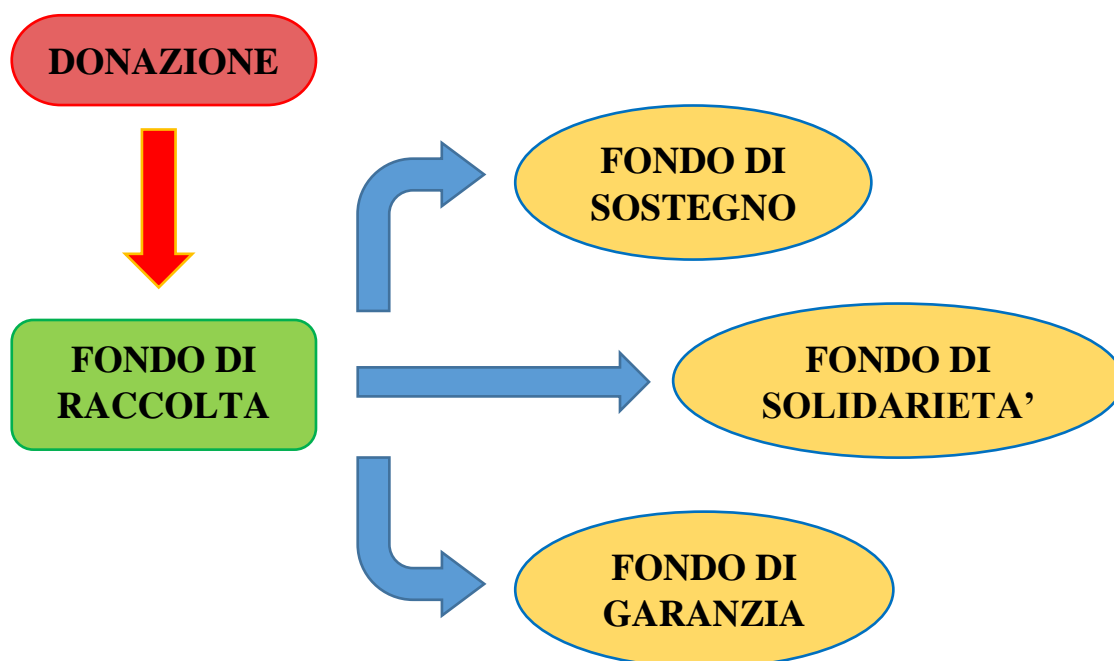 DONAZIONE
FONDO DI
SOSTEGNO
FONDO DI
RACCOLTA
FONDO DI
SOLIDARIETA’
FONDO DI
GARANZIA